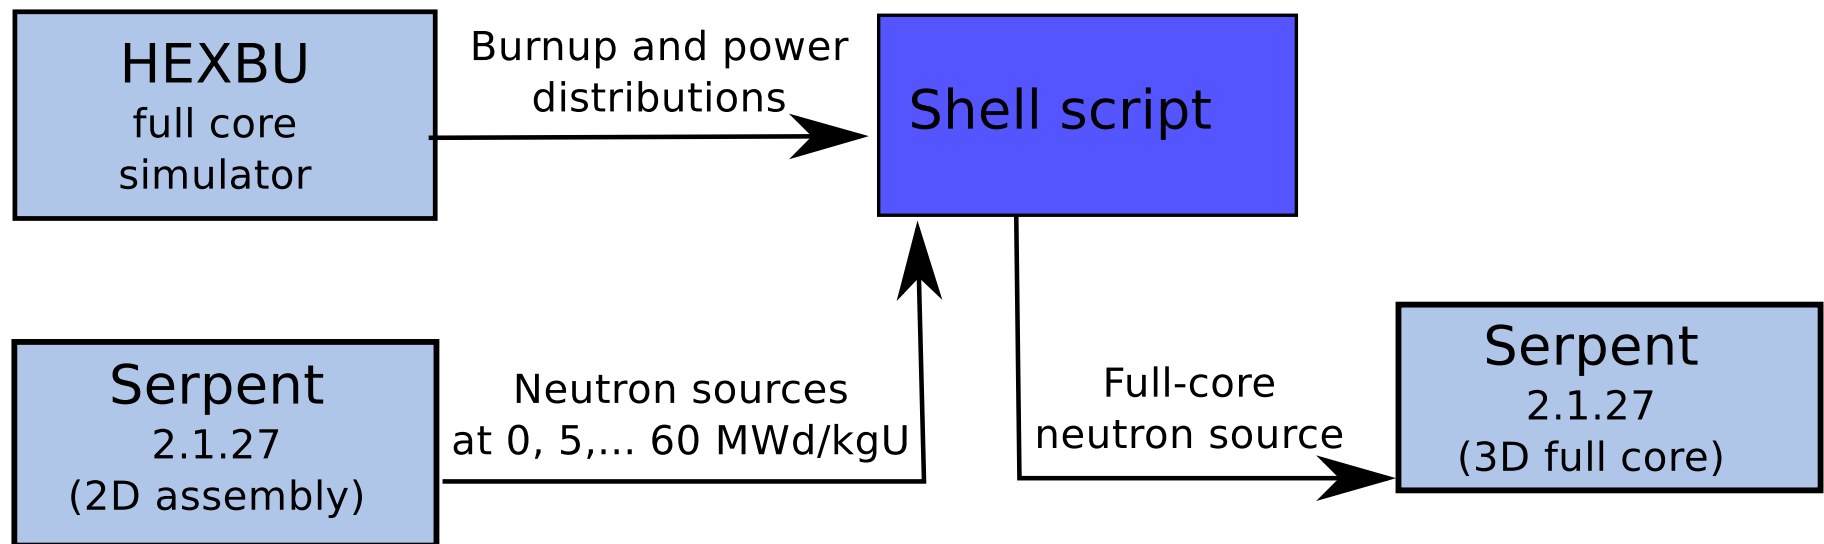 HEXBU
full core
simulator
Burnup and power
distributions
Shell script
Serpent
2.1.27
(2D assembly)
Neutron sources
at 0, 5,... 60 MWd/kgU
Full-core
neutron source
Serpent
2.1.27
(3D full core)